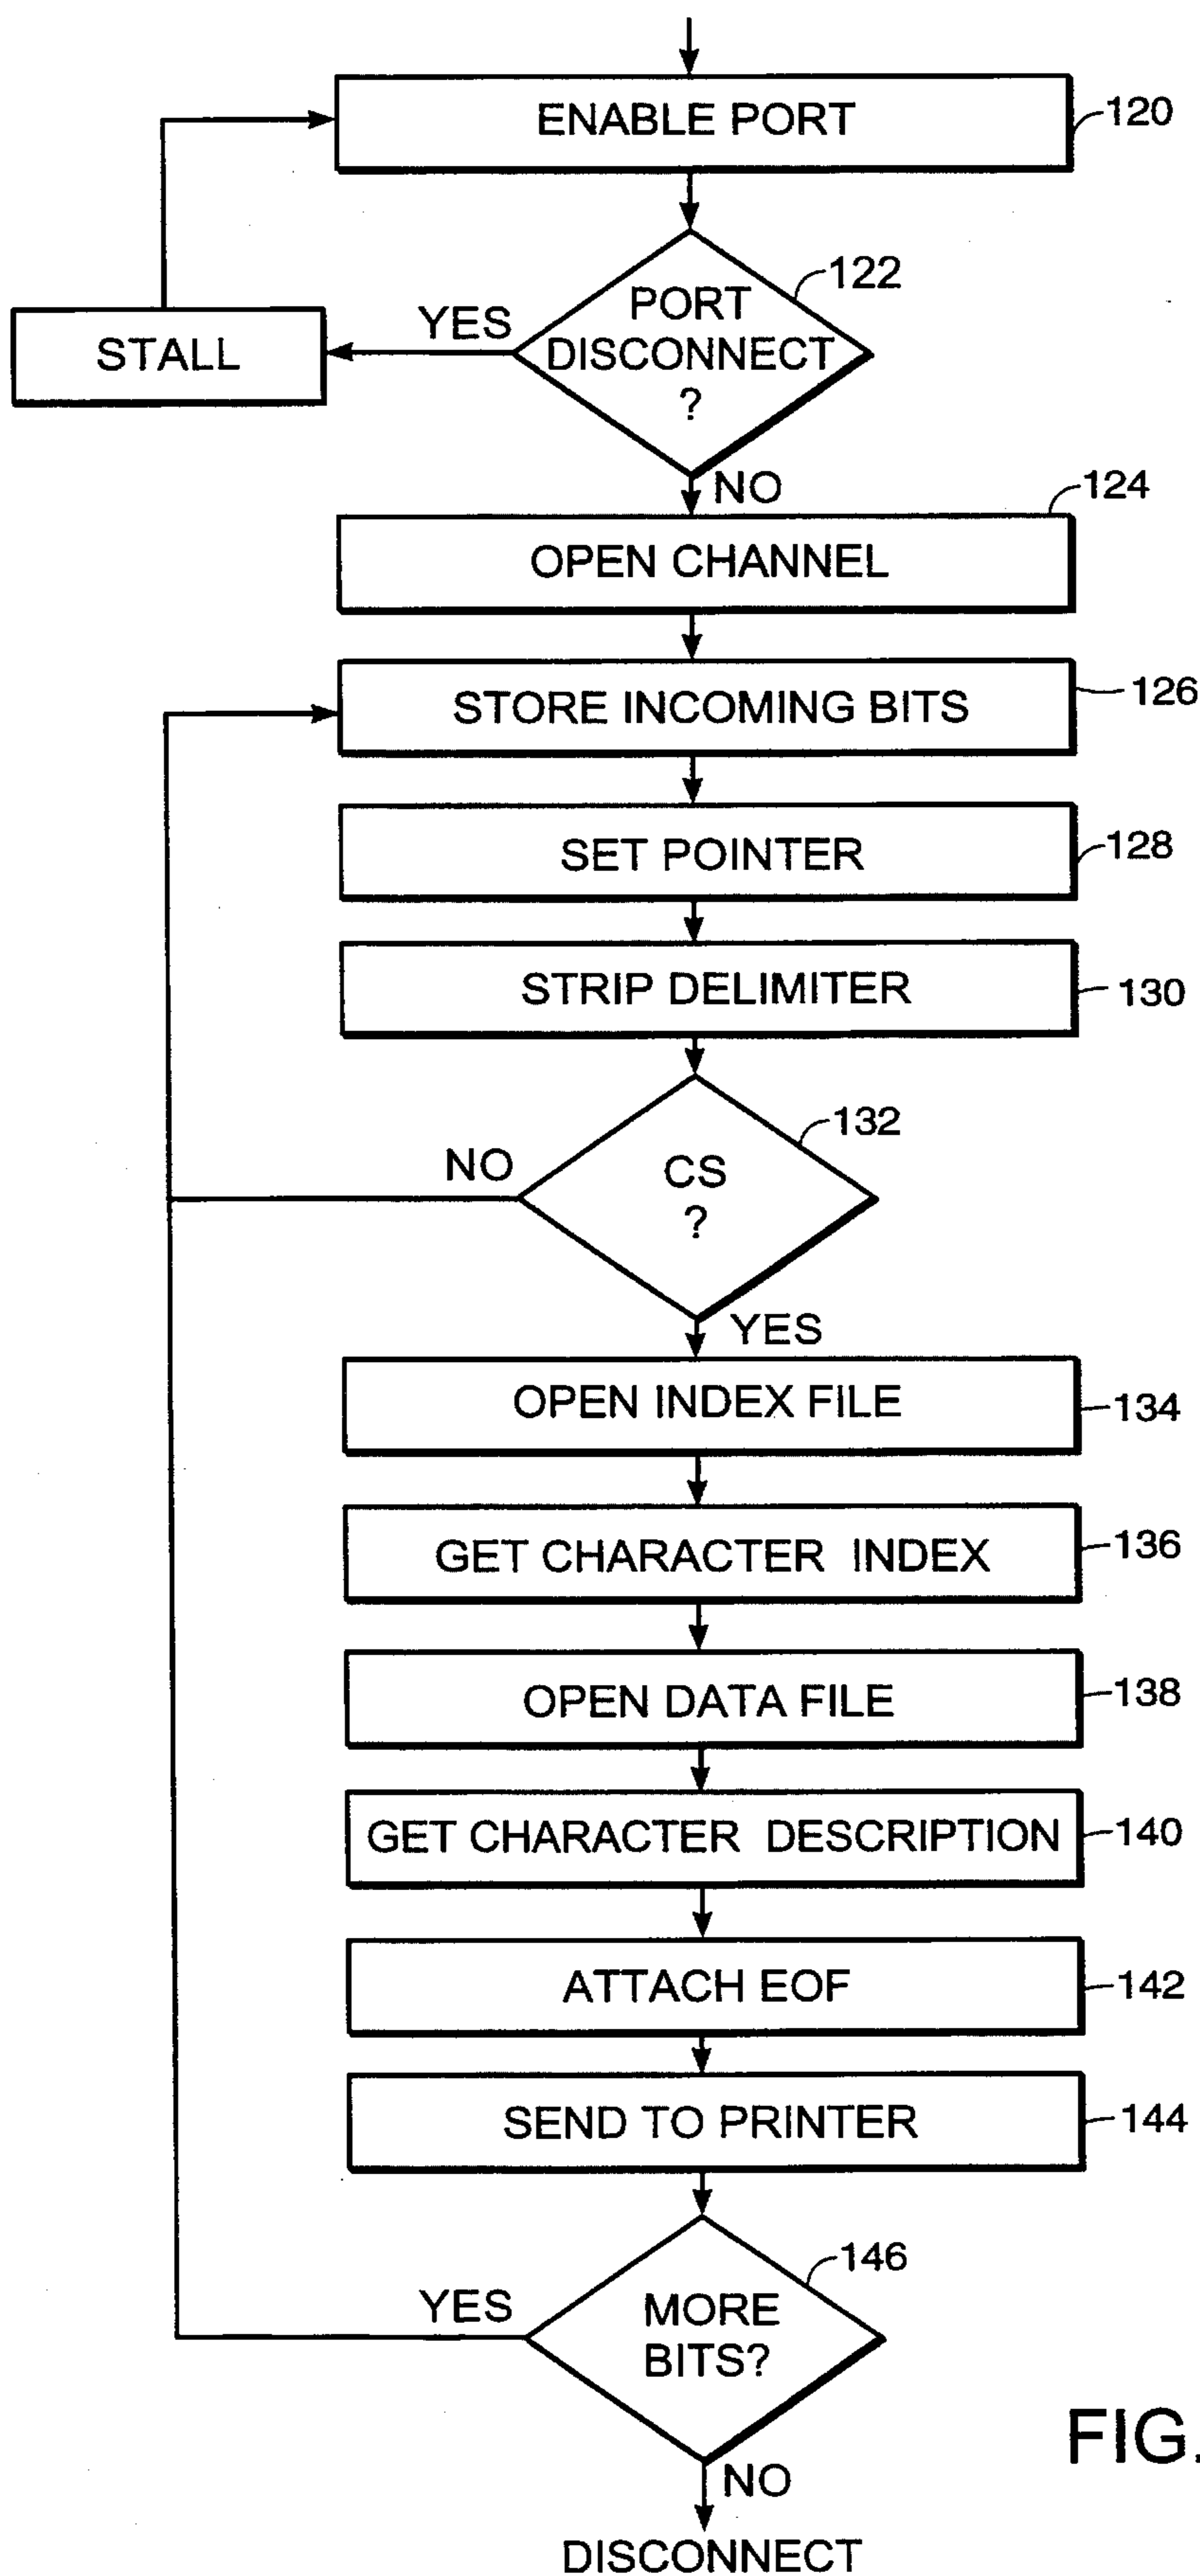 ENABLE PORT
120
PORT
DISCONNECT
?
122
YES
STALL
NO
124
OPEN CHANNEL
STORE INCOMING BITS
126
SET POINTER
128
STRIP DELIMITER
130
CS
?
132
NO
YES
OPEN INDEX FILE
134
GET CHARACTER INDEX
136
OPEN DATA FILE
138
GET CHARACTER DESCRIPTION
140
ATTACH EOF
142
SEND TO PRINTER
144
MORE
BITS?
146
YES
FIG.
NO
DISCONNECT